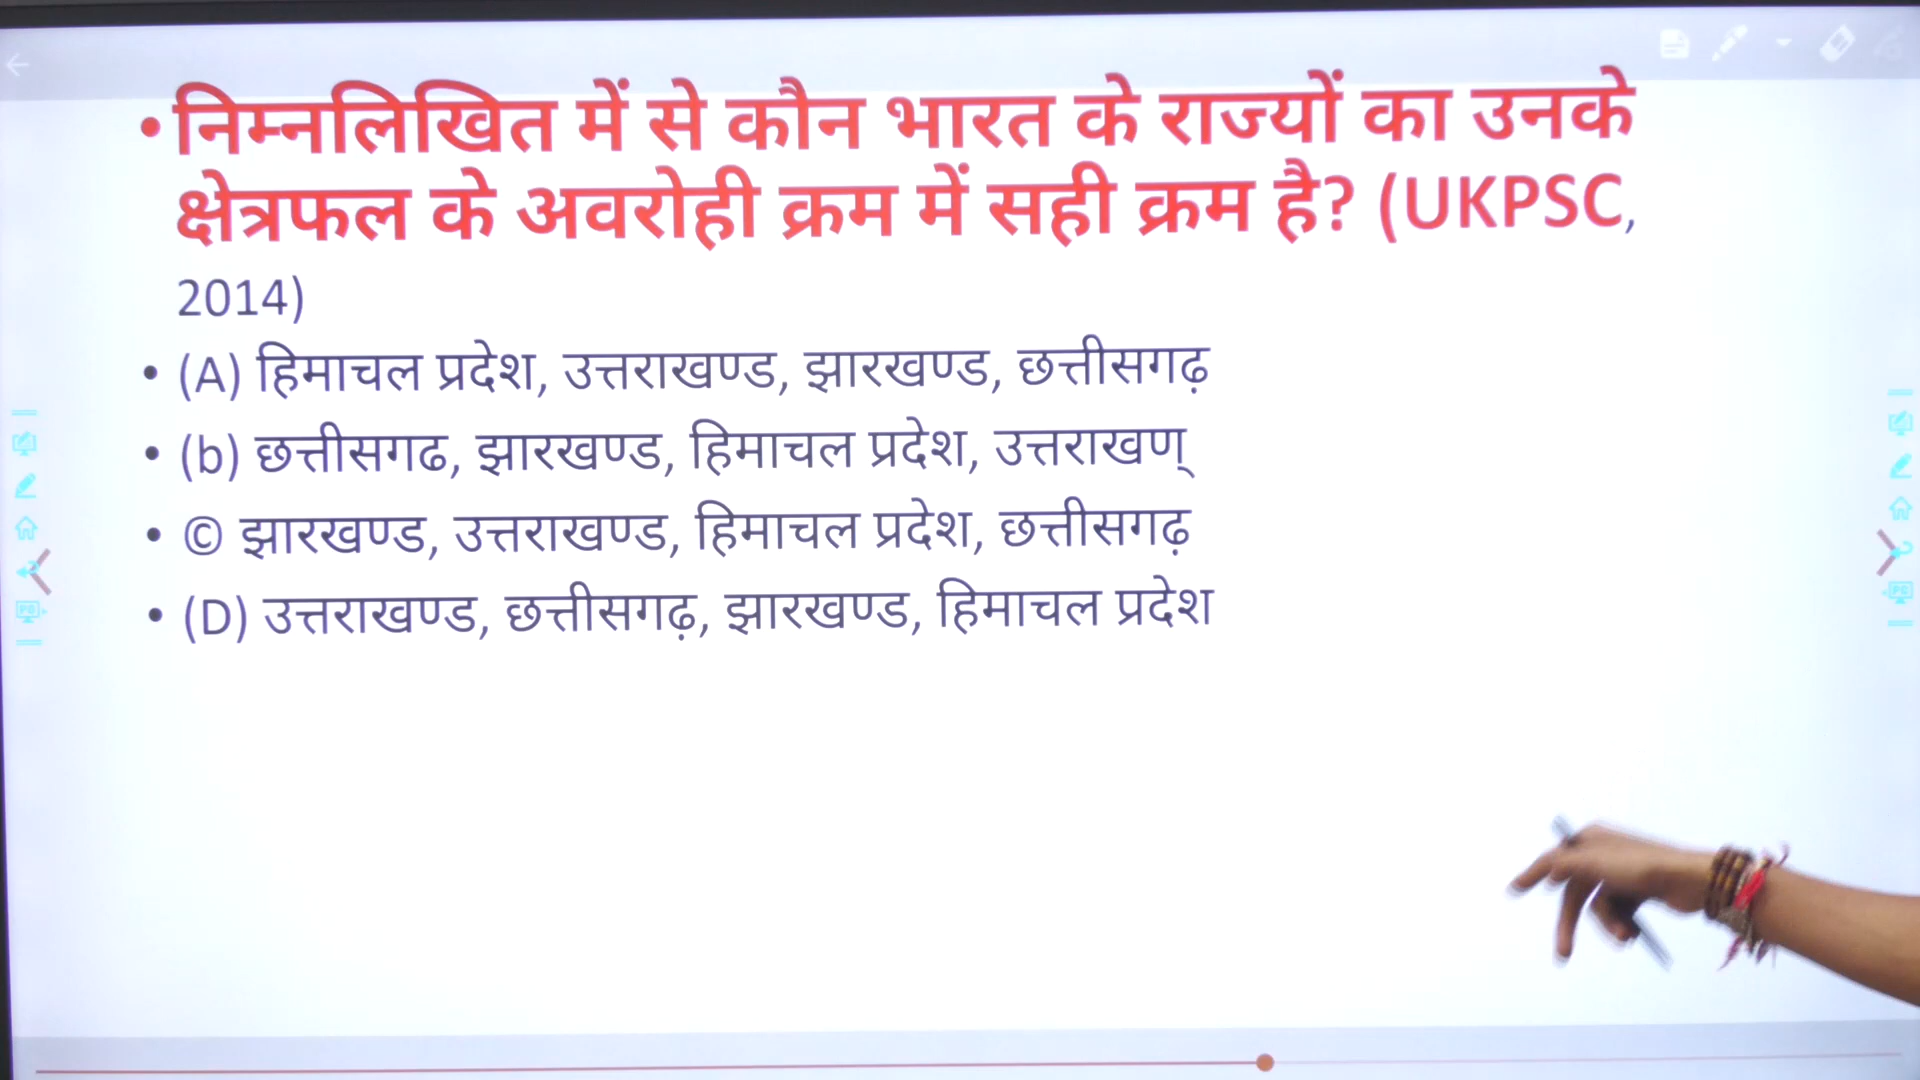 • निम्नलिखित में से कौन भारत के राज्यों का उनके
क्षेत्रफल के अवरोही क्रम में सही क्रम है? (UKPSC,
2014)
• (A) हिमाचल प्रदेश, उत्तराखण्ड, झारखण्ड, छत्तीसगढ़
• (b) छत्तीसगढ, झारखण्ड, हिमाचल प्रदेश, उत्तराखण्
• © झारखण्ड, उत्तराखण्ड, हिमाचल प्रदेश, छत्तीसगढ़
• (D) उत्तराखण्ड, छत्तीसगढ़, झारखण्ड, हिमाचल प्रदेश